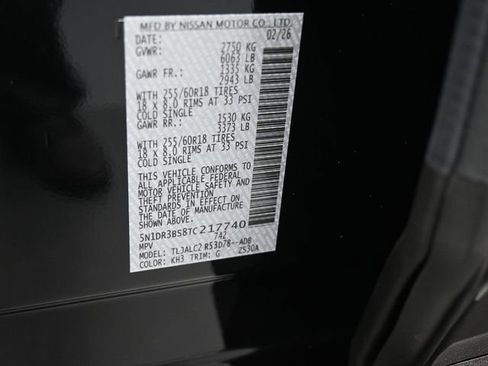 MFD BY NISSAN MOTOR CO., LTD.
DATE: 02/26
GVWR: 2750 KG
6063 LB
GAWR FR.: 1335 KG
2943 LB
WITH 255/60R18 TIRES
18 X 8.0 RIMS AT 33 PSI
COLD SINGLE
GAWR RR.: 1530 KG
3373 LB
WITH 255/60R18 TIRES
18 X 8.0 RIMS AT 33 PSI
COLD SINGLE
THIS VEHICLE CONFORMS TO
ALL APPLICABLE FEDERAL
MOTOR VEHICLE SAFETY
STANDARDS IN EFFECT ON
THE DATE OF MANUFACTURE
SHOWN ABOVE.
5N1DR3BS8TC217740
MPV 742
MODEL: TLJALC2 R53D78--ADB
COLOR: KH3 TRIM: G ZS30A